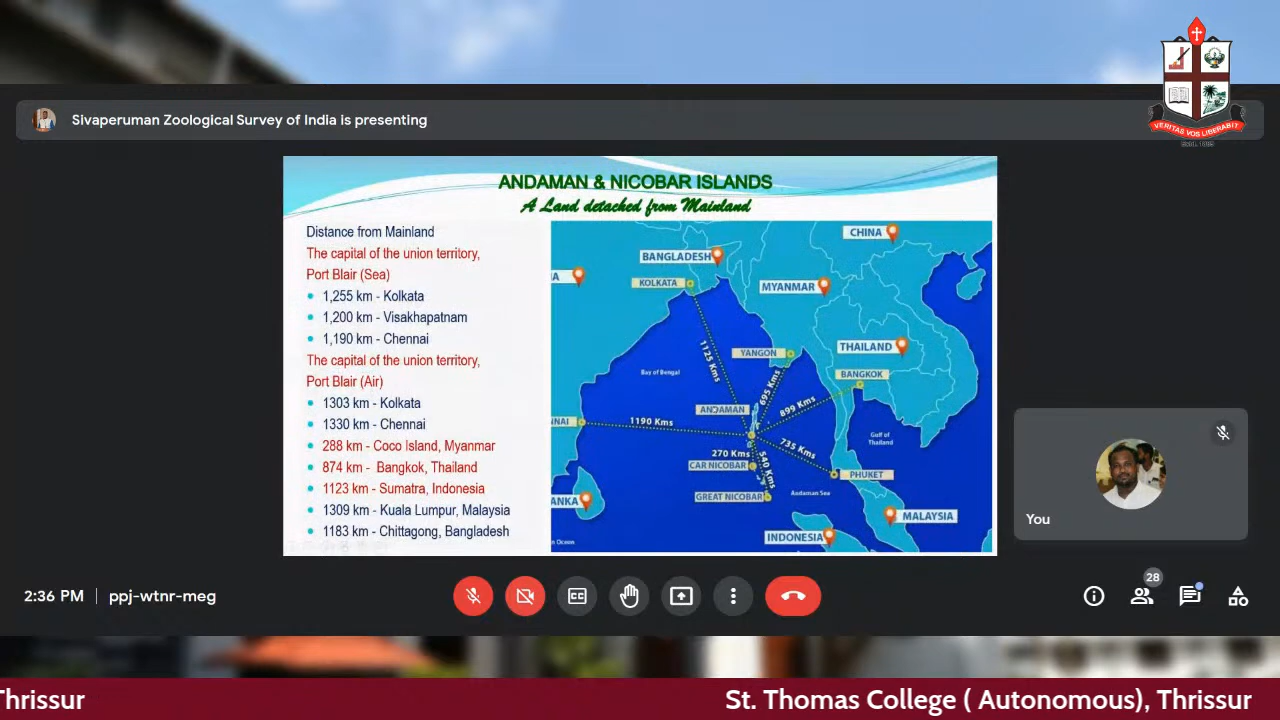 Sivaperuman Zoological Survey of India is presenting
VERITAS VOS LIBERABIT
ANDAMAN & NICOBAR ISLANDS
A Land detached from Mainland
Distance from Mainland
The capital of the union territory,
Port Blair (Sea)
1,255 km - Kolkata
1,200 km - Visakhapatnam
1,190 km - Chennai
The capital of the union territory,
Port Blair (Air)
1303 km - Kolkata
1330 km - Chennai
288 km - Coco Island, Myanmar
874 km - Bangkok, Thailand
1123 km - Sumatra, Indonesia
1309 km - Kuala Lumpur, Malaysia
1183 km - Chittagong, Bangladesh
CHINA
BANGLADESH
IA
KOLKATA
MYANMAR
THAILAND
YANGON
1125 Kms
Bay of Bengal
BANGKOK
695 Kms
899 Kms
ANDAMAN
NNAI
1190 Kms
Gulf of
Thailand
735 Kms
270 Kms
540 Kms
CAR NICOBAR
PHUKET
GREAT NICOBAR
Andaman Sea
ANKA
MALAYSIA
INDONESIA
n Ocean
You
2:36 PM | ppj-wtnr-meg
CC
28
Thrissur
St. Thomas College ( Autonomous), Thrissur